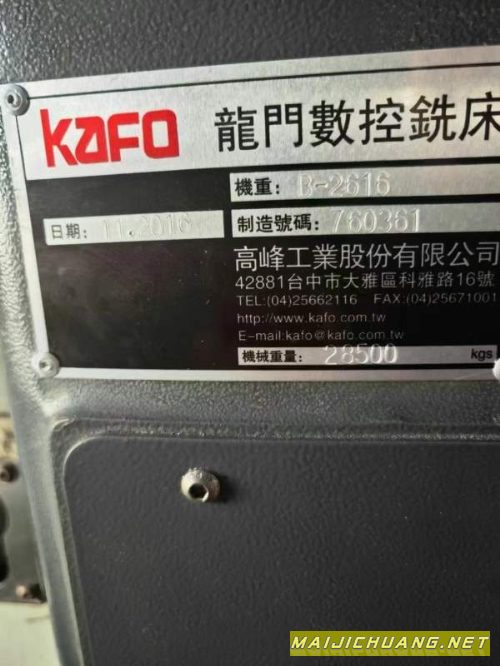 KAFO 龍門數控銑床
機重: B-2616
日期: 11.2016 制造號碼: 760361
高峰工業股份有限公司
42881台中市大雅區科雅路16號
TEL:(04)25662116 FAX:(04)25671001
http://www.kafo.com.tw
E-mail:kafo@kafo.com.tw
機械重量: 28500 kgs
MAIJICHUANG.NET